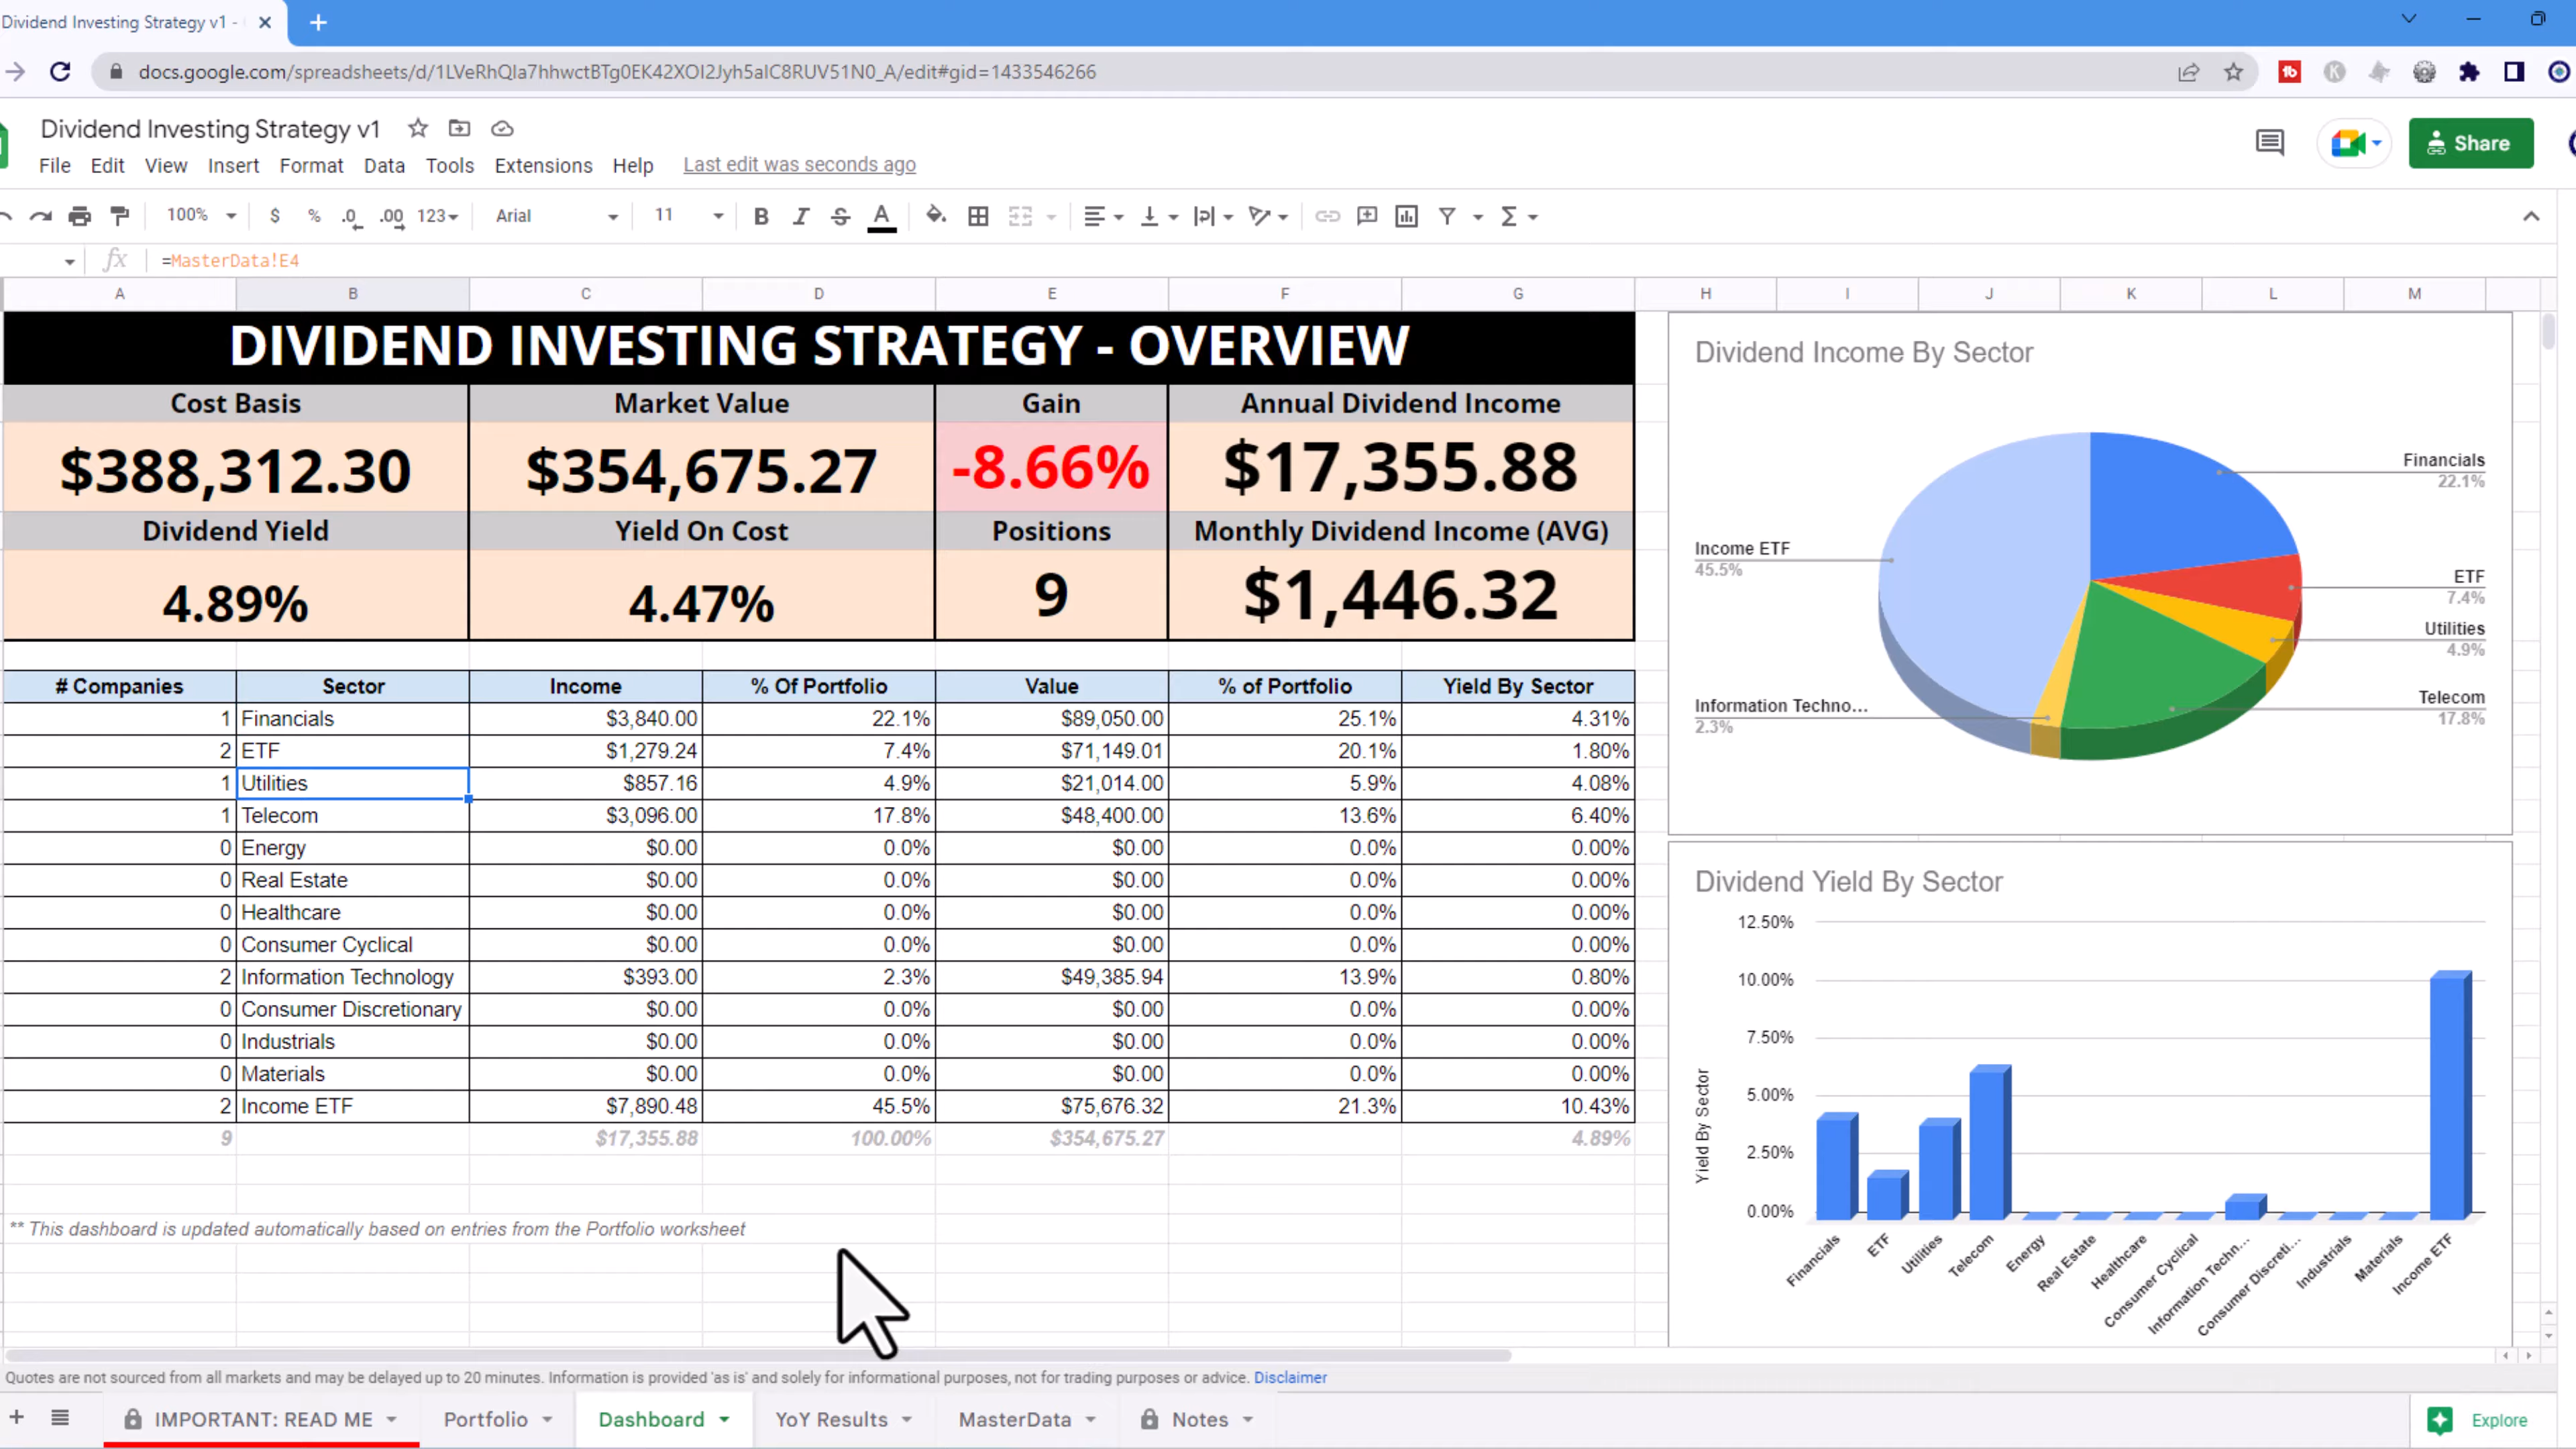 Dividend Investing Strategy v1 -
docs.google.com/spreadsheets/d/1LVeRhQIa7hhwctBTg0EK42XOI2Jyh5aIC8RUV51N0_A/edit#gid=1433546266
Dividend Investing Strategy v1
Share
File Edit View Insert Format Data Tools Extensions Help Last edit was seconds ago
100% $ % .0 .00 123 Arial 11 B I S A
fx =MasterData!E4
A B C D E F G H I J K L M
DIVIDEND INVESTING STRATEGY - OVERVIEW
Cost Basis Market Value Gain Annual Dividend Income
$388,312.30 $354,675.27 -8.66% $17,355.88
Dividend Yield Yield On Cost Positions Monthly Dividend Income (AVG)
4.89% 4.47% 9 $1,446.32
# Companies Sector Income % Of Portfolio Value % of Portfolio Yield By Sector
1 Financials $3,840.00 22.1% $89,050.00 25.1% 4.31%
2 ETF $1,279.24 7.4% $71,149.01 20.1% 1.80%
1 Utilities $857.16 4.9% $21,014.00 5.9% 4.08%
1 Telecom $3,096.00 17.8% $48,400.00 13.6% 6.40%
0 Energy $0.00 0.0% $0.00 0.0% 0.00%
0 Real Estate $0.00 0.0% $0.00 0.0% 0.00%
0 Healthcare $0.00 0.0% $0.00 0.0% 0.00%
0 Consumer Cyclical $0.00 0.0% $0.00 0.0% 0.00%
2 Information Technology $393.00 2.3% $49,385.94 13.9% 0.80%
0 Consumer Discretionary $0.00 0.0% $0.00 0.0% 0.00%
0 Industrials $0.00 0.0% $0.00 0.0% 0.00%
0 Materials $0.00 0.0% $0.00 0.0% 0.00%
2 Income ETF $7,890.48 45.5% $75,676.32 21.3% 10.43%
9 $17,355.88 100.00% $354,675.27 4.89%
** This dashboard is updated automatically based on entries from the Portfolio worksheet
Dividend Income By Sector
Financials
22.1%
Income ETF
45.5%
ETF
7.4%
Utilities
4.9%
Information Techno...
2.3%
Telecom
17.8%
Dividend Yield By Sector
12.50%
10.00%
7.50%
5.00%
2.50%
0.00%
Yield By Sector
Financials
ETF
Utilities
Telecom
Energy
Real Estate
Healthcare
Consumer Cyclical
Information Techn...
Consumer Discreti...
Industrials
Materials
Income ETF
Quotes are not sourced from all markets and may be delayed up to 20 minutes. Information is provided 'as is' and solely for informational purposes, not for trading purposes or advice. Disclaimer
IMPORTANT: READ ME Portfolio Dashboard YoY Results MasterData Notes Explore